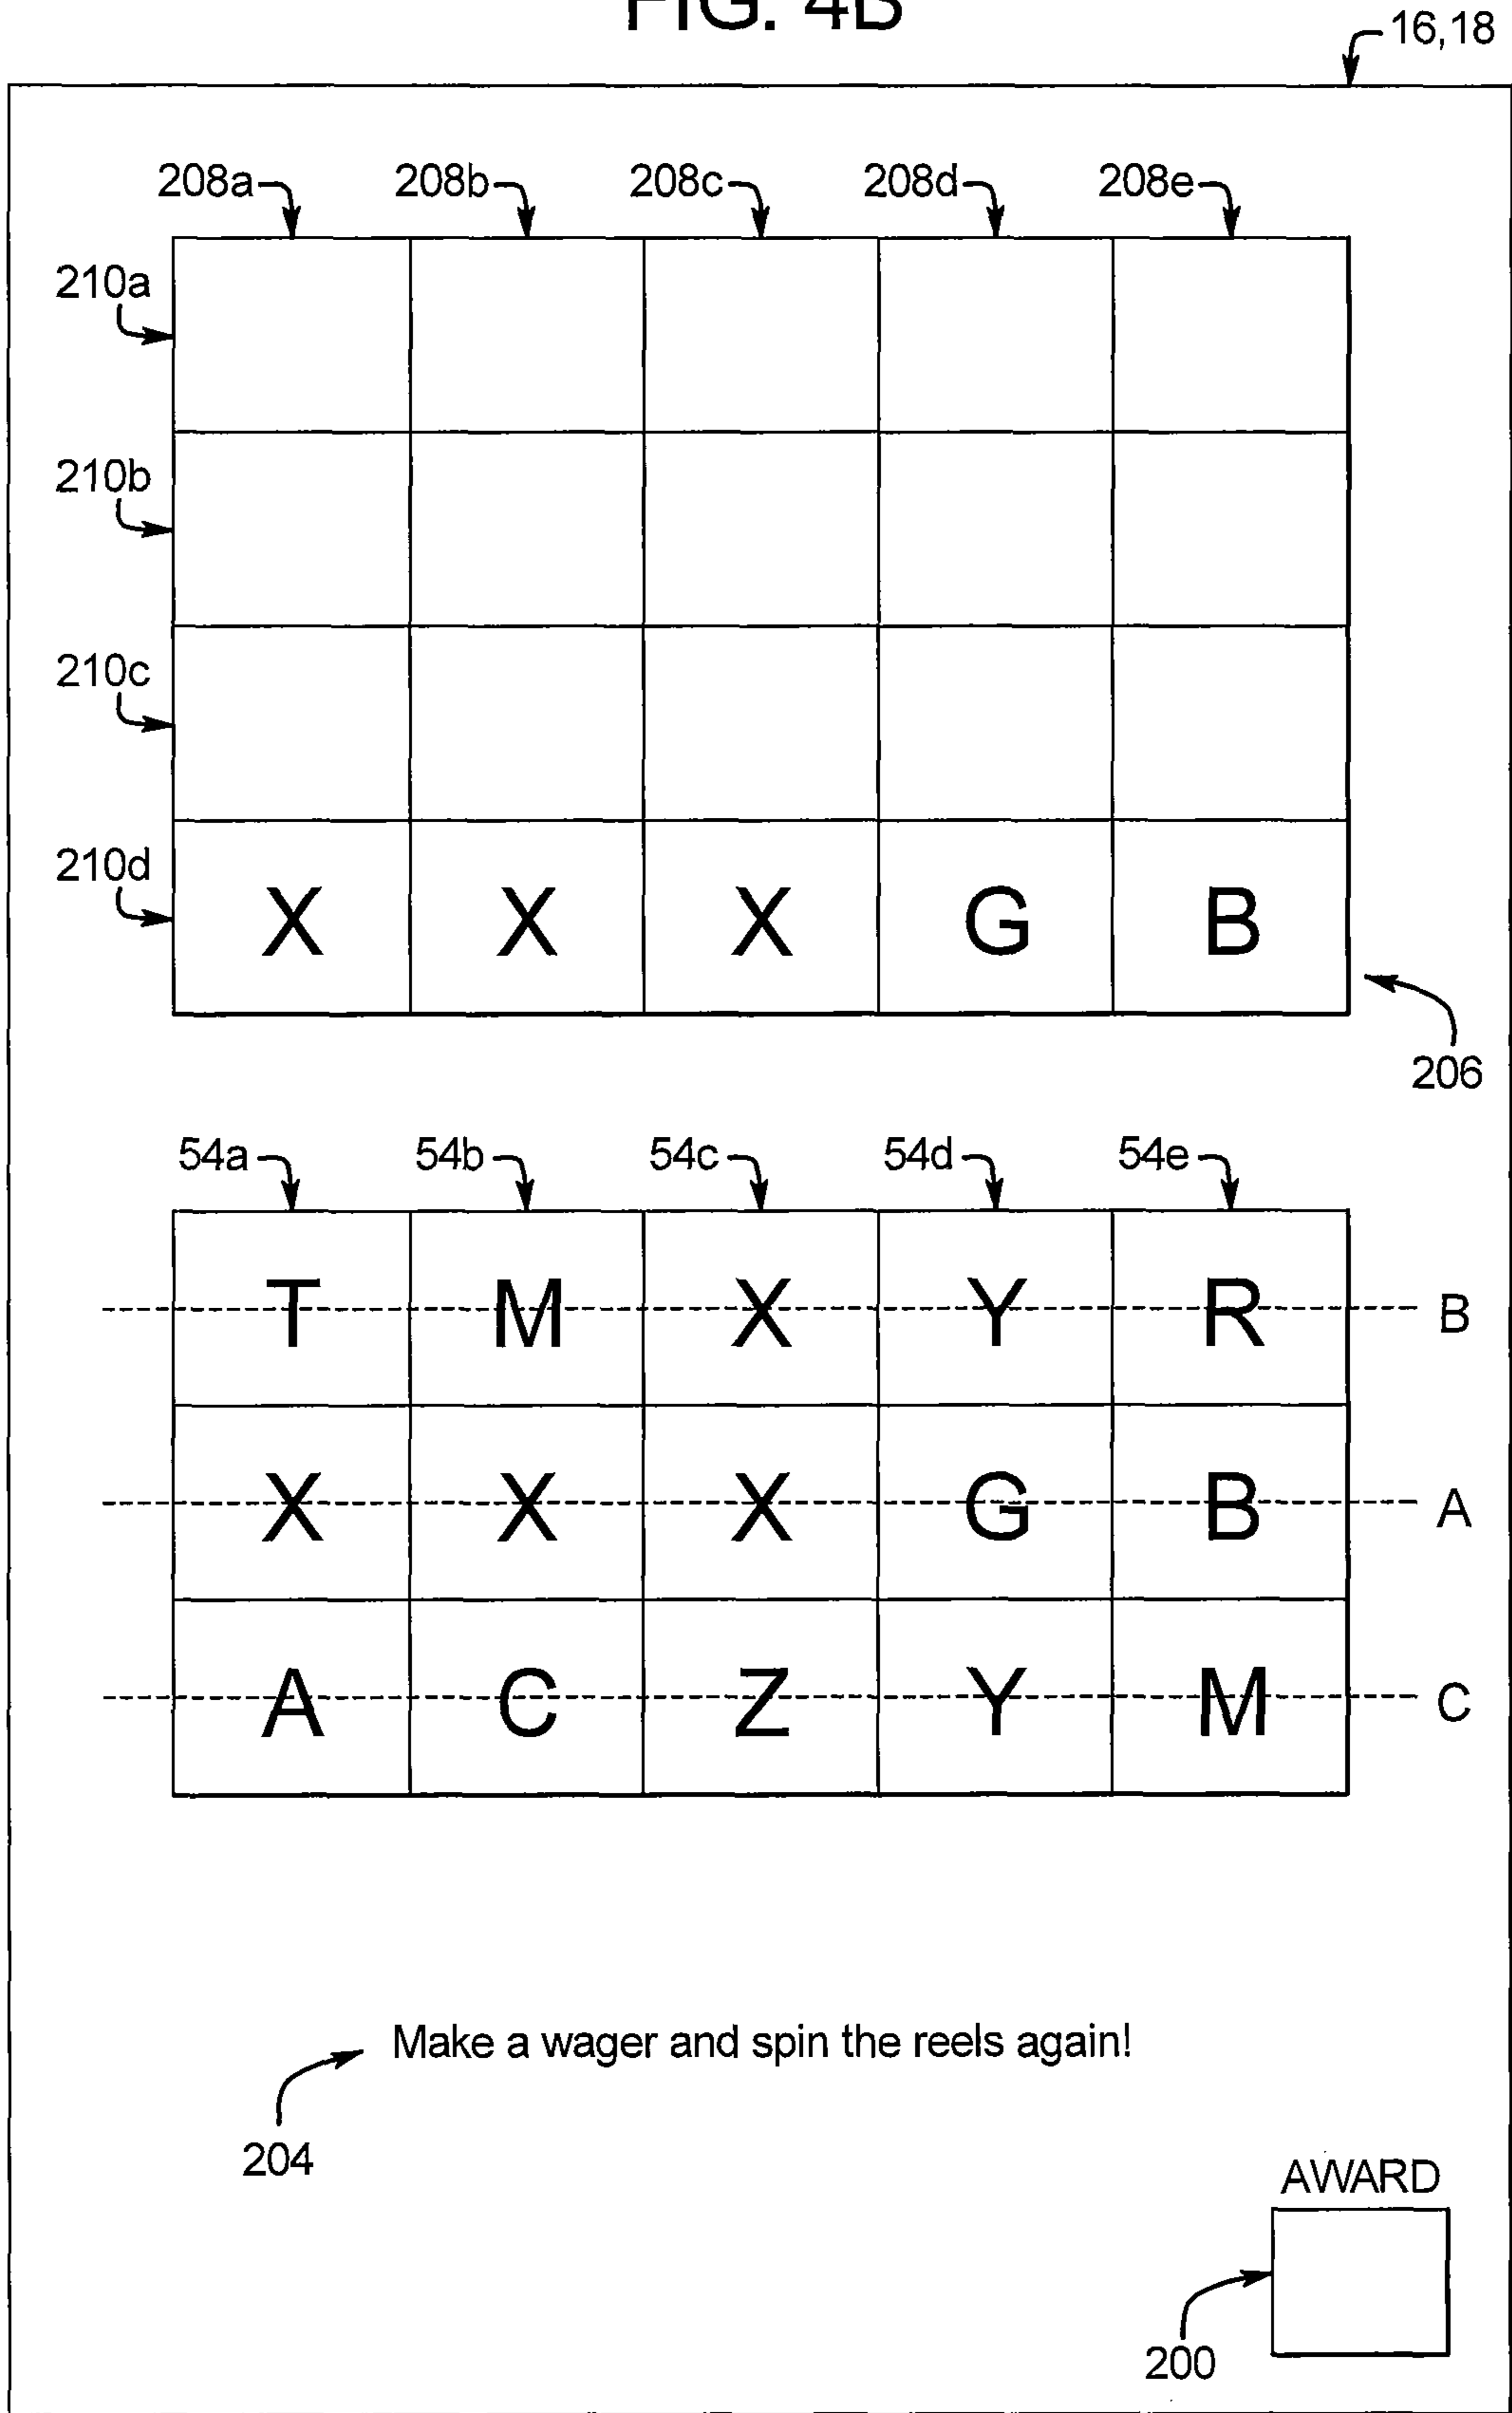 FIG. 4B
16,18
208a 208b 208c 208d 208e
210a
210b
210c
210d X X X G B
206
54a 54b 54c 54d 54e
T M X Y R B
X X X G B A
A C Z Y M C
Make a wager and spin the reels again!
204
AWARD
200